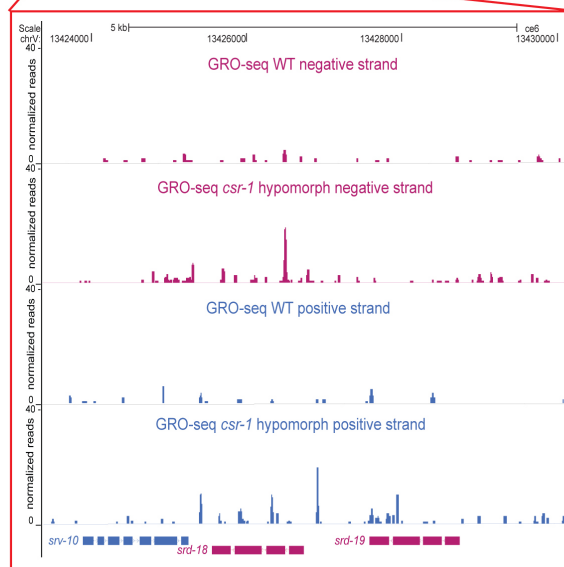 Scale 5 kb ce6
chrV: 13424000 13426000 13428000 13430000
40
GRO-seq WT negative strand
normalized reads
0
40
GRO-seq csr-1 hypomorph negative strand
normalized reads
0
40
GRO-seq WT positive strand
normalized reads
0
40
GRO-seq csr-1 hypomorph positive strand
normalized reads
0
srv-10 srd-19
srd-18